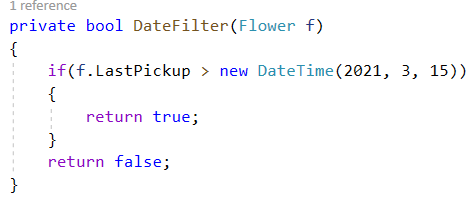 1 reference
private bool DateFilter(Flower f)
{
if(f.LastPickup > new DateTime(2021, 3, 15))
{
return true;
}
return false;
}